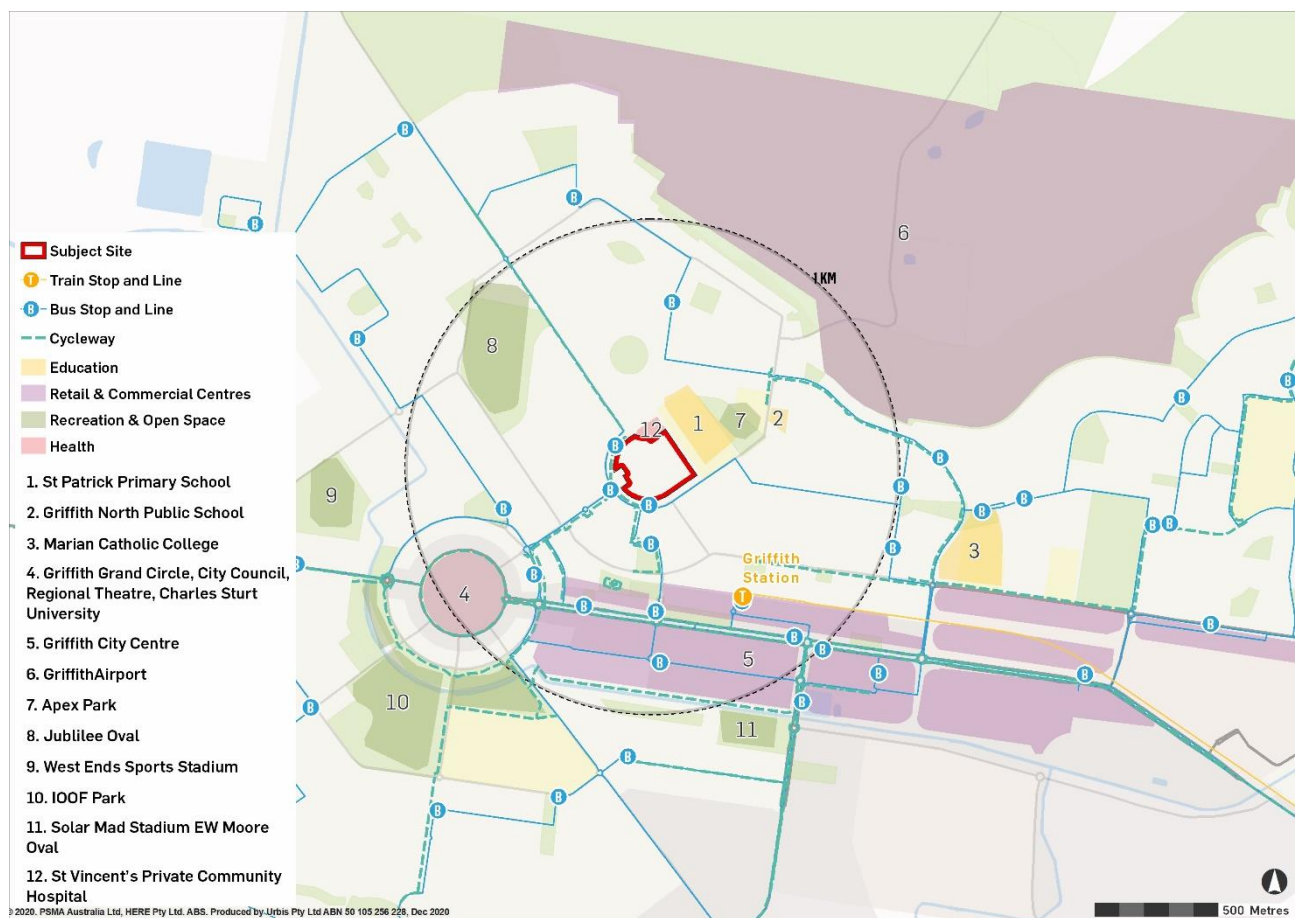 6
1KM
8
1
7
2
12
9
3
Griffith
Station
T
4
5
10
11
Subject Site
T Train Stop and Line
B Bus Stop and Line
Cycleway
Education
Retail & Commercial Centres
Recreation & Open Space
Health
1. St Patrick Primary School
2. Griffith North Public School
3. Marian Catholic College
4. Griffith Grand Circle, City Council,
Regional Theatre, Charles Sturt
University
5. Griffith City Centre
6. GriffithAirport
7. Apex Park
8. Jublilee Oval
9. West Ends Sports Stadium
10. IOOF Park
11. Solar Mad Stadium EW Moore
Oval
12. St Vincent's Private Community
Hospital
© 2020. PSMA Australia Ltd, HERE Pty Ltd. ABS. Produced by Urbis Pty Ltd ABN 50 105 256 228, Dec 2020
500 Metres